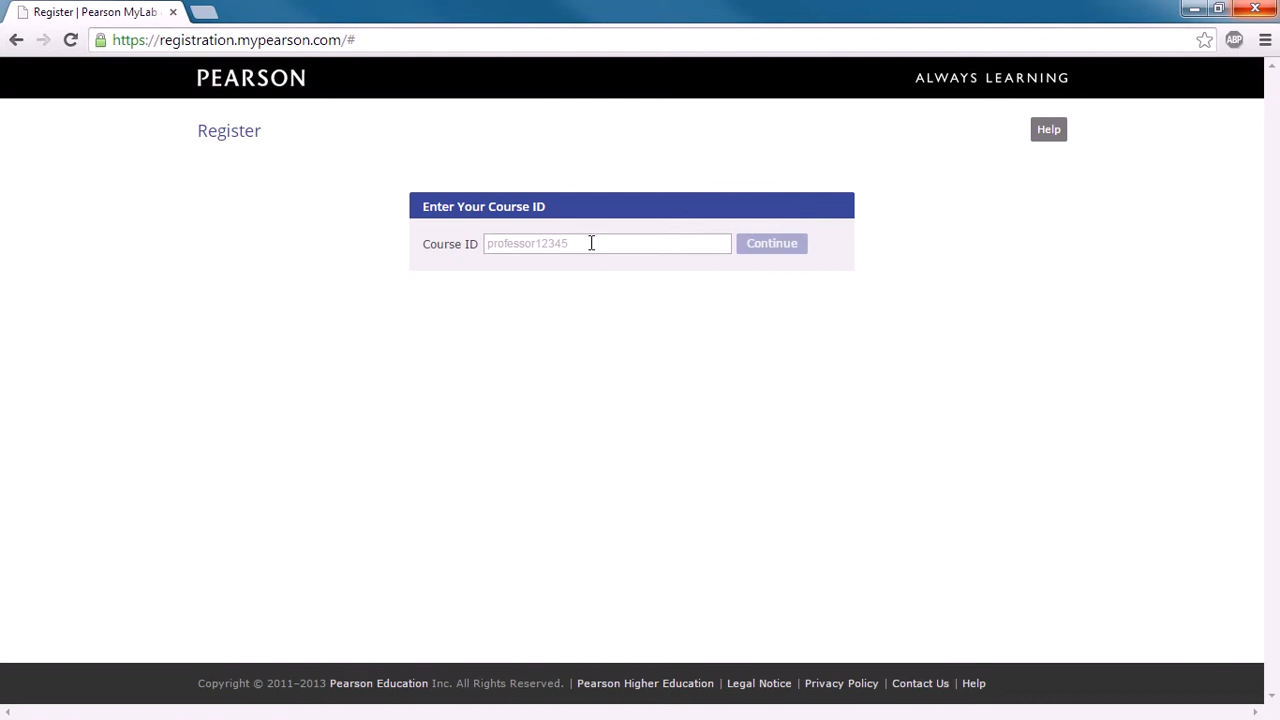 Register | Pearson MyLab
https://registration.mypearson.com/#
ABP
PEARSON
ALWAYS LEARNING
Register
Help
Enter Your Course ID
Course ID professor12345 Continue
Copyright © 2011–2013 Pearson Education Inc. All Rights Reserved. | Pearson Higher Education | Legal Notice | Privacy Policy | Contact Us | Help